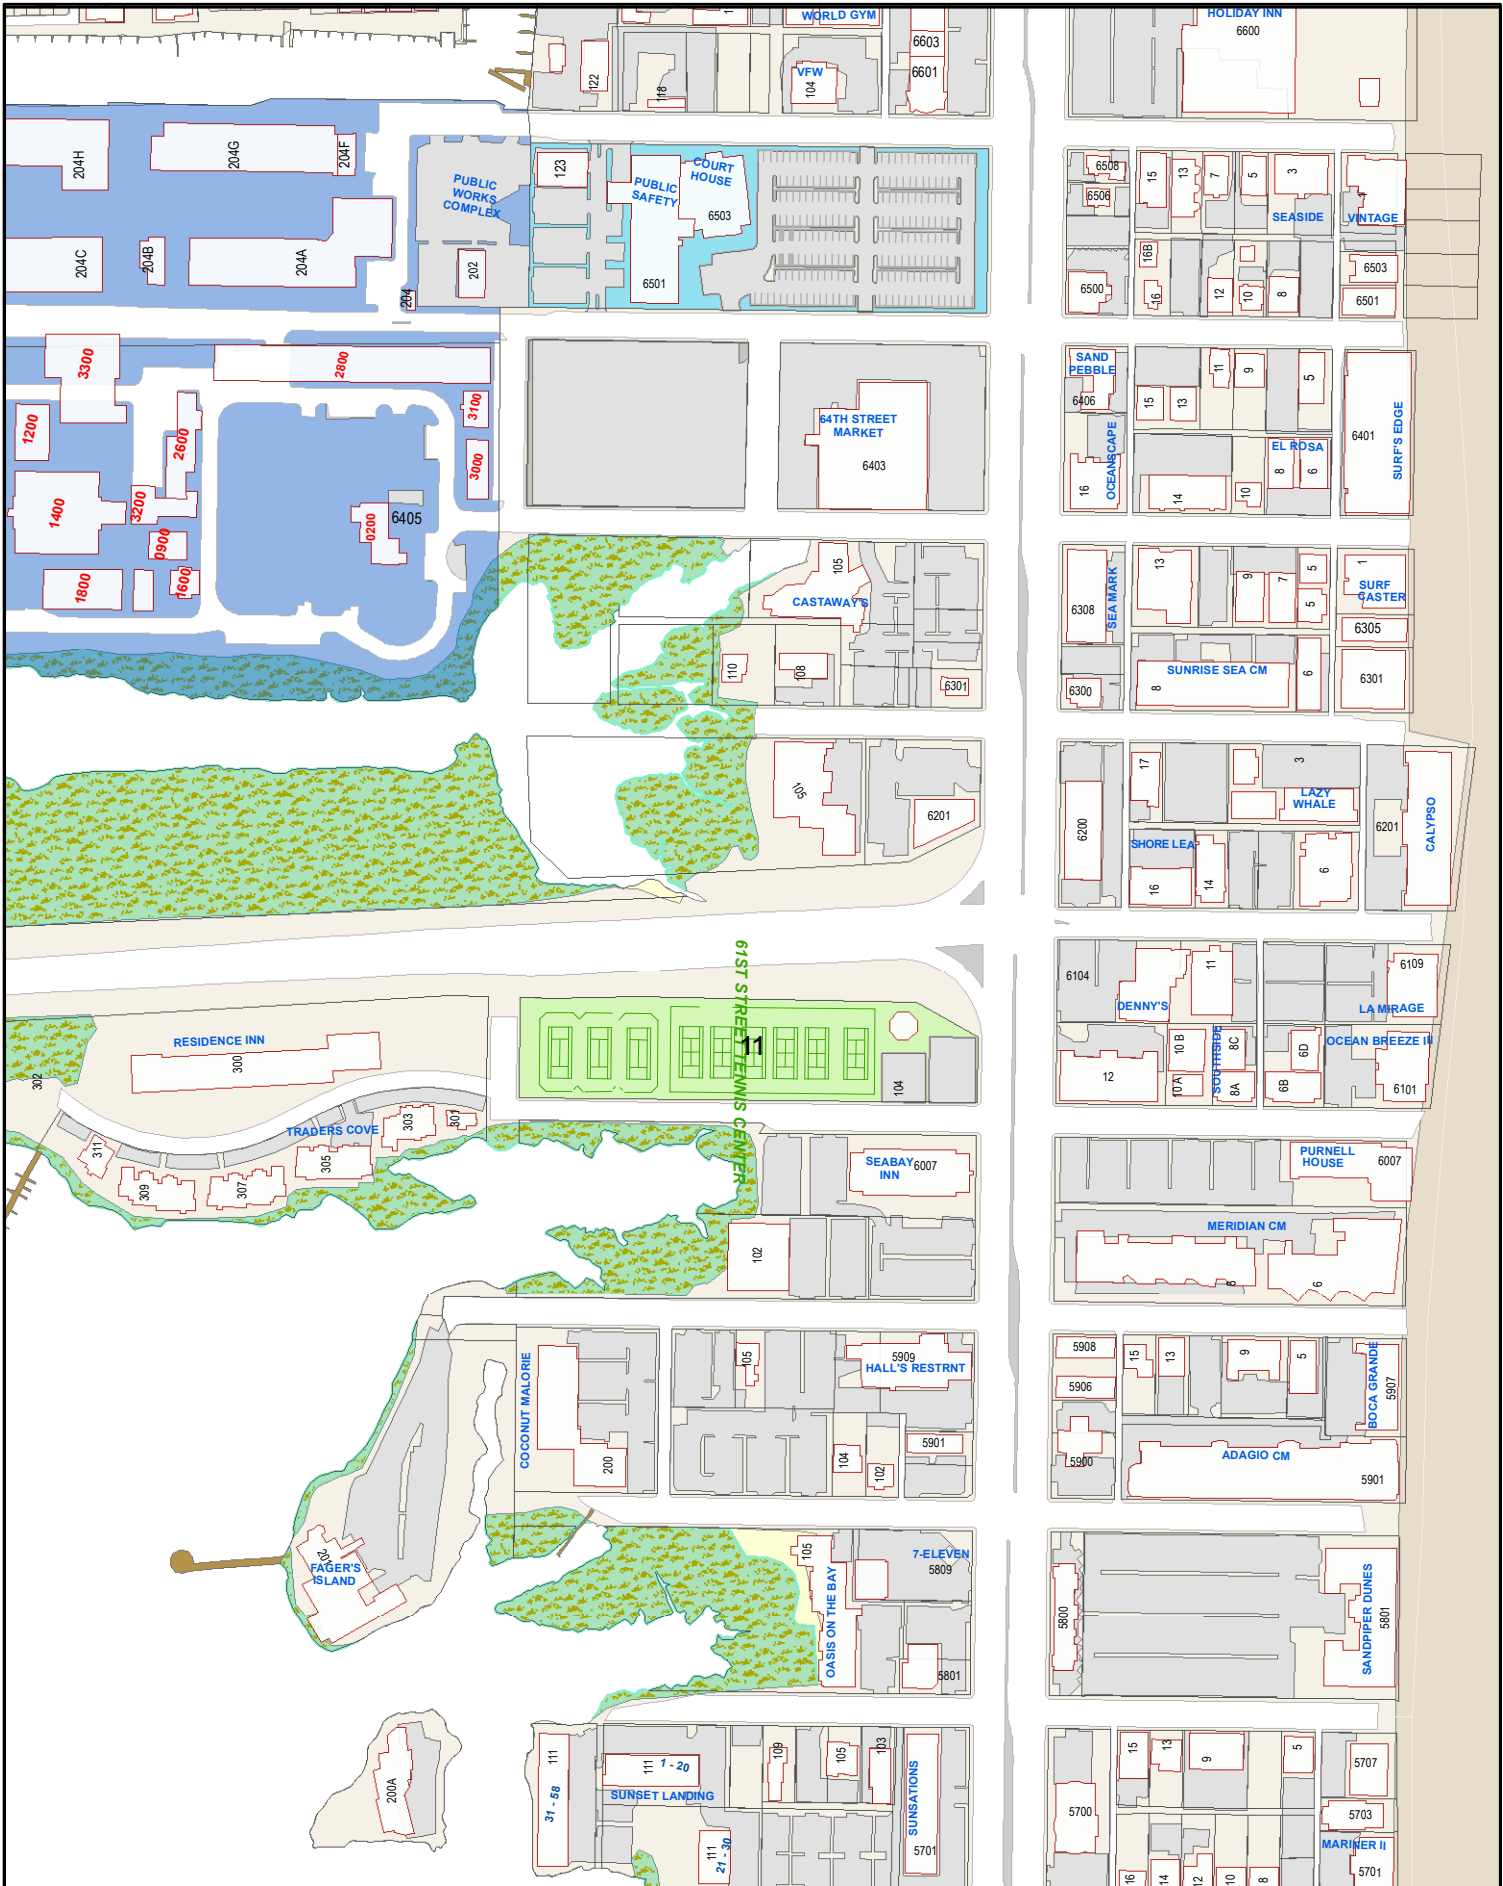 WORLD GYM
HOLIDAY INN
6600
6603
6601
VFW
104
122
118
204H
204G
204F
204C
204B
204A
204
PUBLIC
WORKS
COMPLEX
202
123
PUBLIC
SAFETY
COURT
HOUSE
6503
6501
6508
6506
15
13
7
5
3
1
SEASIDE
VINTAGE
16B
16
6500
12
10
8
6503
6501
3300
2800
1200
2600
3100
3000
1400
3200
0900
1800
1600
0200
6405
64TH STREET
MARKET
6403
SAND
PEBBLE
6406
11
9
5
15
13
OCEANSCAPE
16
14
10
EL ROSA
8
6
6401
SURF'S EDGE
105
CASTAWAY'S
110
108
6301
6308
SEA MARK
13
9
7
5
5
1
SURF
CASTER
6305
SUNRISE SEA CM
8
6
6301
6300
105
6201
6200
17
3
LAZY
WHALE
SHORE LEA
16
14
6
6201
CALYPSO
61ST STREET TENNIS CENTER
11
104
6104
DENNY'S
11
6109
LA MIRAGE
12
10 B
10 A
SOUTHSIDE
8C
8A
6D
6B
OCEAN BREEZE II
6101
RESIDENCE INN
300
302
TRADERS COVE
311
309
307
305
303
301
SEABAY
INN
6007
102
PURNELL
HOUSE
6007
MERIDIAN CM
8
6
COCONUT MALORIE
200
105
5909
HALL'S RESTRNT
104
102
5901
5908
5906
5900
15
13
9
5
BOCA GRANDE
5907
ADAGIO CM
5901
201
FAGER'S
ISLAND
105
OASIS ON THE BAY
7-ELEVEN
5809
5801
5800
SANDPIPER DUNES
5801
200A
111
31 - 58
111
1 - 20
SUNSET LANDING
111
21 - 30
109
105
103
SUNSATIONS
5701
5700
15
13
9
5
5707
5703
MARINER II
5701
16
14
12
10
8